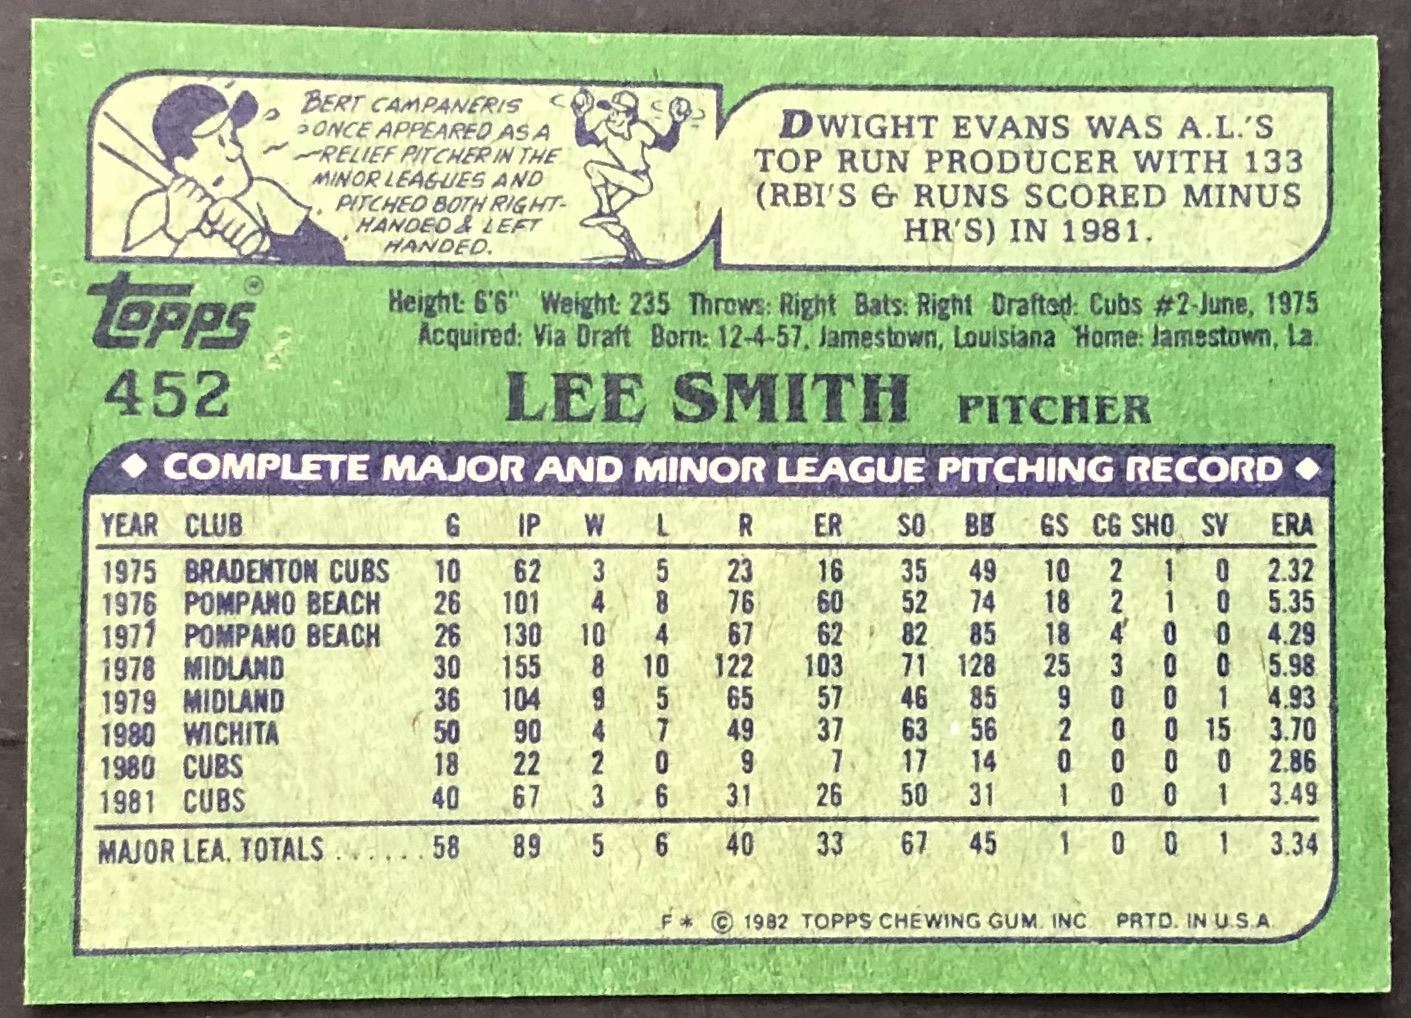 BERT CAMPANERIS
ONCE APPEARED AS A
RELIEF PITCHER IN THE
MINOR LEAGUES AND
PITCHED BOTH RIGHT-
HANDED & LEFT
HANDED.
DWIGHT EVANS WAS A.L.'S
TOP RUN PRODUCER WITH 133
(RBI'S & RUNS SCORED MINUS
HR'S) IN 1981.
topps®
Height: 6'6" Weight: 235 Throws: Right Bats: Right Drafted: Cubs #2-June, 1975
Acquired: Via Draft Born: 12-4-57, Jamestown, Louisiana Home: Jamestown, La.
452 LEE SMITH PITCHER
COMPLETE MAJOR AND MINOR LEAGUE PITCHING RECORD
YEAR CLUB G IP W L R ER SO BB GS CG SHO SV ERA
1975 BRADENTON CUBS 10 62 3 5 23 16 35 49 10 2 1 0 2.32
1976 POMPANO BEACH 26 101 4 8 76 60 52 74 18 2 1 0 5.35
1977 POMPANO BEACH 26 130 10 4 67 62 82 85 18 4 0 0 4.29
1978 MIDLAND 30 155 8 10 122 103 71 128 25 3 0 0 5.98
1979 MIDLAND 36 104 9 5 65 57 46 85 9 0 0 1 4.93
1980 WICHITA 50 90 4 7 49 37 63 56 2 0 0 15 3.70
1980 CUBS 18 22 2 0 9 7 17 14 0 0 0 0 2.86
1981 CUBS 40 67 3 6 31 26 50 31 1 0 0 1 3.49
MAJOR LEA. TOTALS ...... 58 89 5 6 40 33 67 45 1 0 0 1 3.34
F * © 1982 TOPPS CHEWING GUM. INC. PRTD. IN U.S.A.